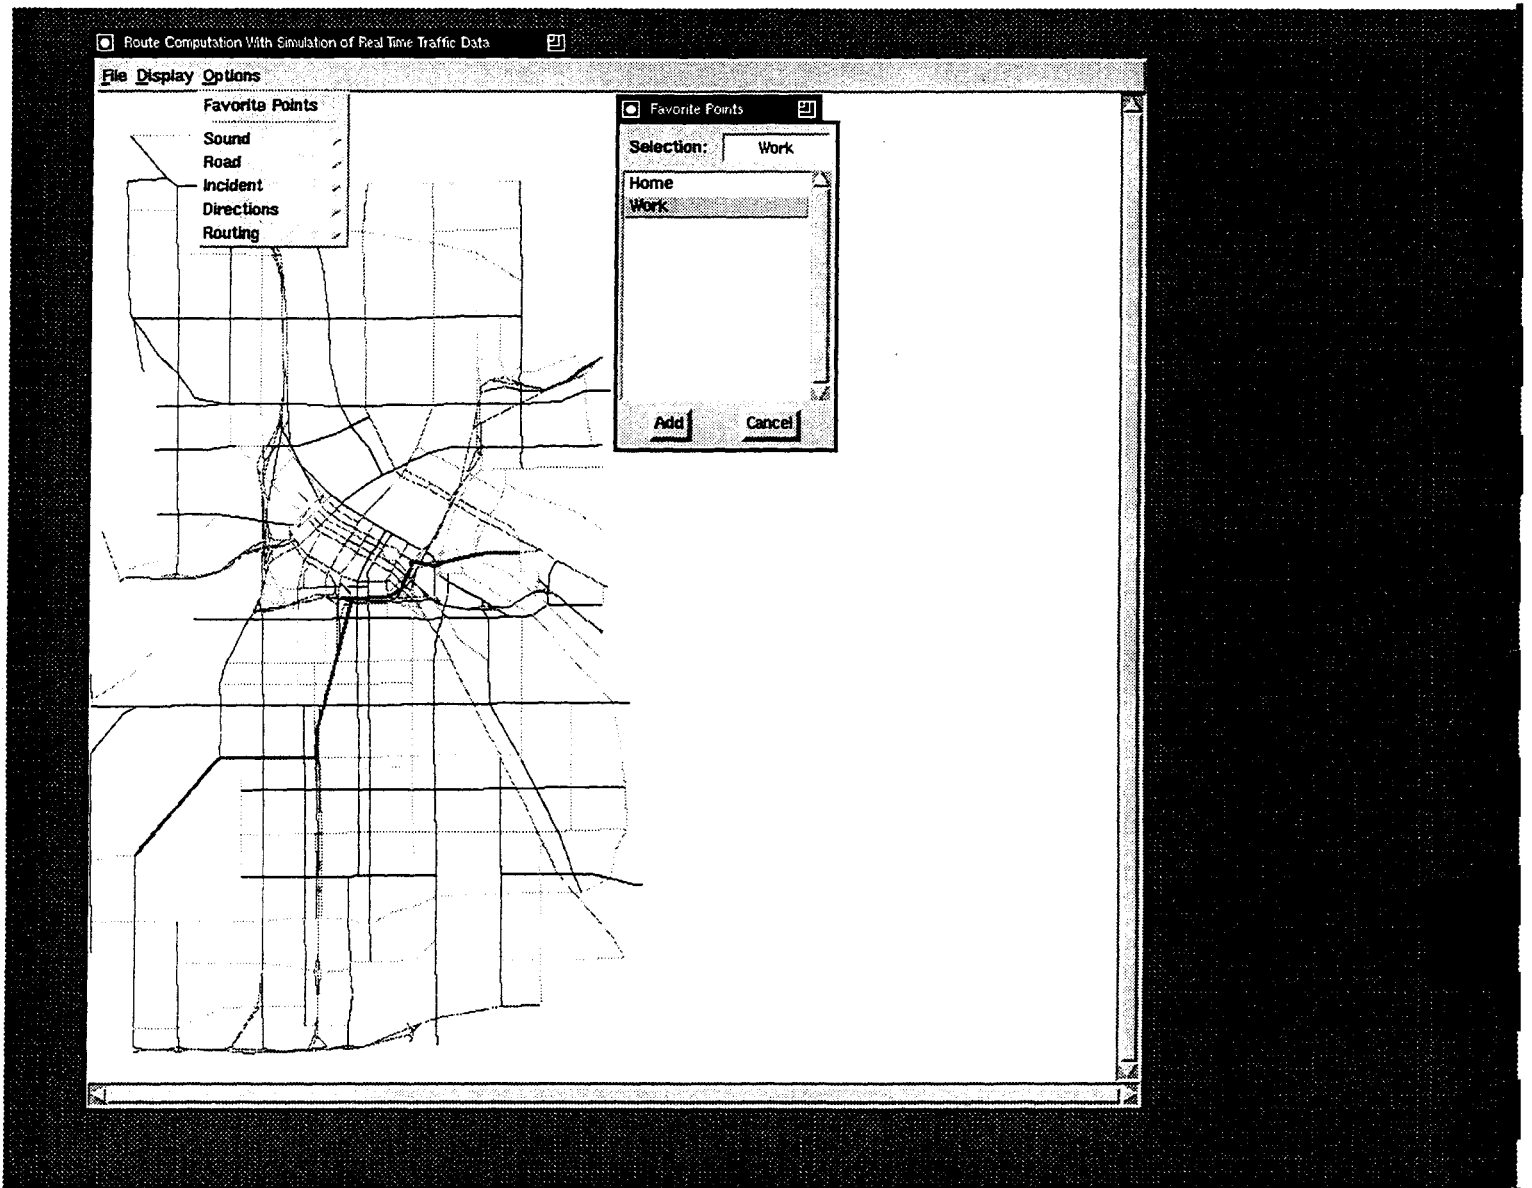 Route Computation With Simulation of Real Time Traffic Data
File Display Options
Favorite Points
Sound
Road
Incident
Directions
Routing
Favorite Points
Selection: Work
Home
Work
Add Cancel